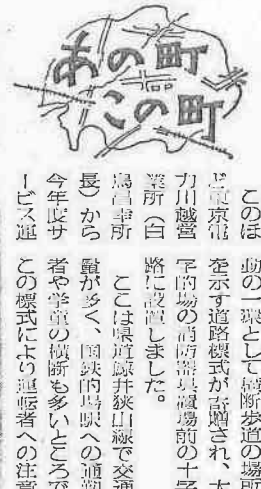 あの町
この町
このほ
ど東京電
力川越営
業所（白
鳥昌幸所
長）から
今年度サ
ービス運
動の一環として横断歩道の場所
を示す道路標式が寄贈され、大
字的場の消防器具置場前の十字
路に設置しました。
ここは県道鯨井狭山線で交通
量が多く、国鉄的場駅への通勤
者や学童の横断も多いところで
この標式により運転者への注意